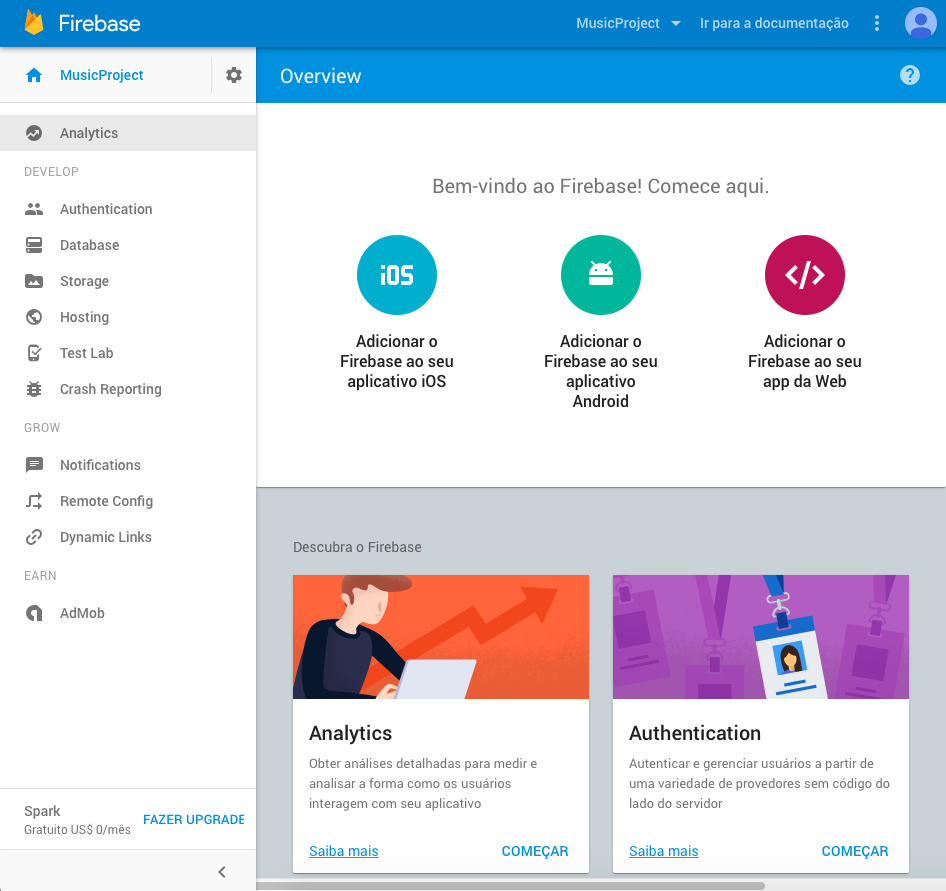 Firebase
MusicProject
Ir para a documentação
MusicProject
Overview
?
Analytics
DEVELOP
Authentication
Database
Storage
Hosting
Test Lab
Crash Reporting
GROW
Notifications
Remote Config
Dynamic Links
EARN
AdMob
Spark
Gratuito US$ 0/mês
FAZER UPGRADE
Bem-vindo ao Firebase! Comece aqui.
iOS
Adicionar o
Firebase ao seu
aplicativo iOS
Adicionar o
Firebase ao seu
aplicativo
Android
</>
Adicionar o
Firebase ao seu
app da Web
Descubra o Firebase
Analytics
Obter análises detalhadas para medir e
analisar a forma como os usuários
interagem com seu aplicativo
Saiba mais
COMEÇAR
Authentication
Autenticar e gerenciar usuários a partir de
uma variedade de provedores sem código do
lado do servidor
Saiba mais
COMEÇAR